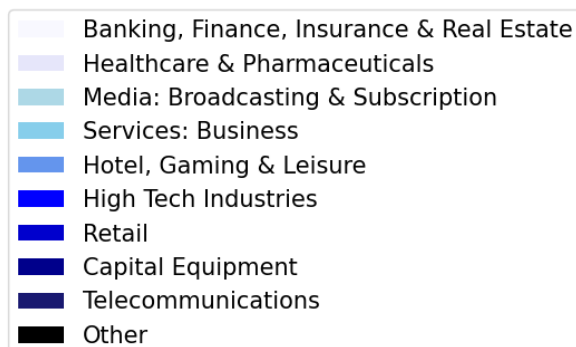 Banking, Finance, Insurance & Real Estate
Healthcare & Pharmaceuticals
Media: Broadcasting & Subscription
Services: Business
Hotel, Gaming & Leisure
High Tech Industries
Retail
Capital Equipment
Telecommunications
Other